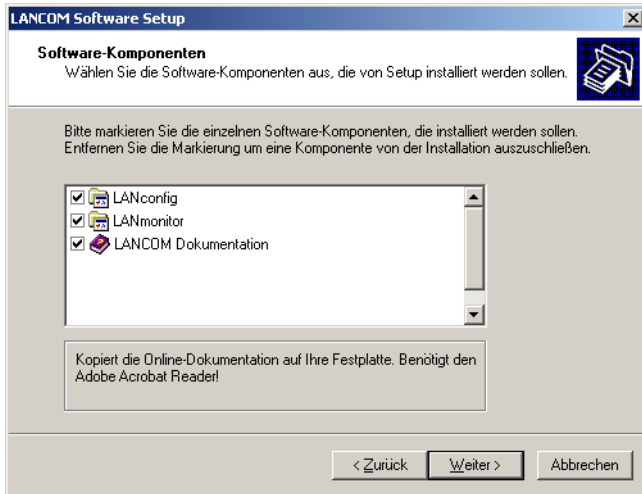 LANCOM Software Setup
Software-Komponenten
Wählen Sie die Software-Komponenten aus, die von Setup installiert werden sollen.
Bitte markieren Sie die einzelnen Software-Komponenten, die installiert werden sollen.
Entfernen Sie die Markierung um eine Komponente von der Installation auszuschließen.
LANconfig
LANmonitor
LANCOM Dokumentation
Kopiert die Online-Dokumentation auf Ihre Festplatte. Benötigt den
Adobe Acrobat Reader!
< Zurück Weiter > Abbrechen